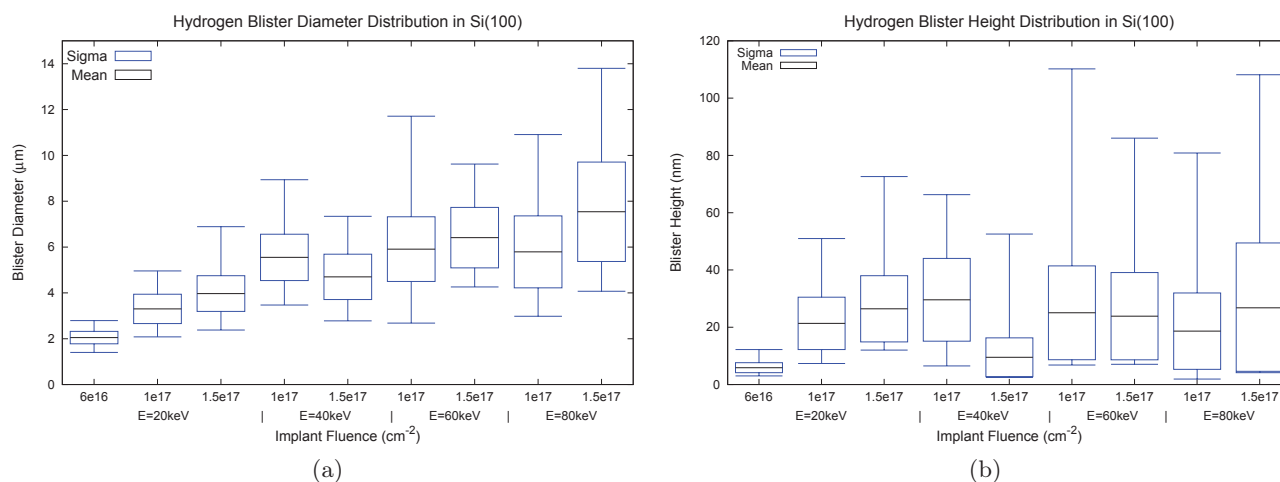 Hydrogen Blister Diameter Distribution in Si(100)
Sigma
Mean
14
12
10
8
6
4
2
0
Blister Diameter (μm)
6e16 1e17 1.5e17 1e17 1.5e17 1e17 1.5e17 1e17 1.5e17
E=20keV | E=40keV | E=60keV | E=80keV
Implant Fluence (cm⁻²)
(a)
Hydrogen Blister Height Distribution in Si(100)
Sigma
Mean
120
100
80
60
40
20
0
Blister Height (nm)
6e16 1e17 1.5e17 1e17 1.5e17 1e17 1.5e17 1e17 1.5e17
E=20keV | E=40keV | E=60keV | E=80keV
Implant Fluence (cm⁻²)
(b)